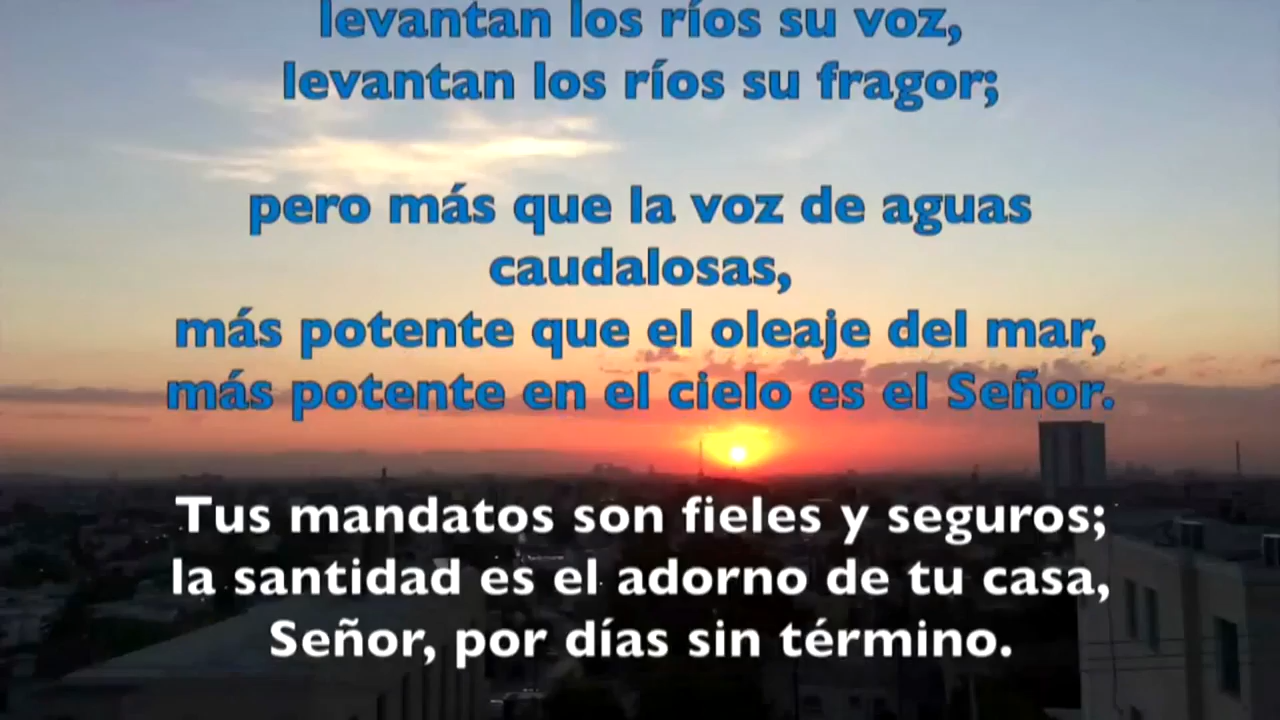 levantan los ríos su voz,
levantan los ríos su fragor;
pero más que la voz de aguas
caudalosas,
más potente que el oleaje del mar,
más potente en el cielo es el Señor.
Tus mandatos son fieles y seguros;
la santidad es el adorno de tu casa,
Señor, por días sin término.